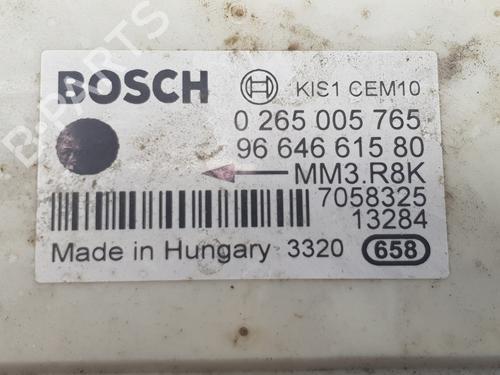 BOSCH KIS1 CEM10
0 265 005 765
96 646 615 80
MM3.R8K
7058325
13284
Made in Hungary 3320 658
B-PARTS